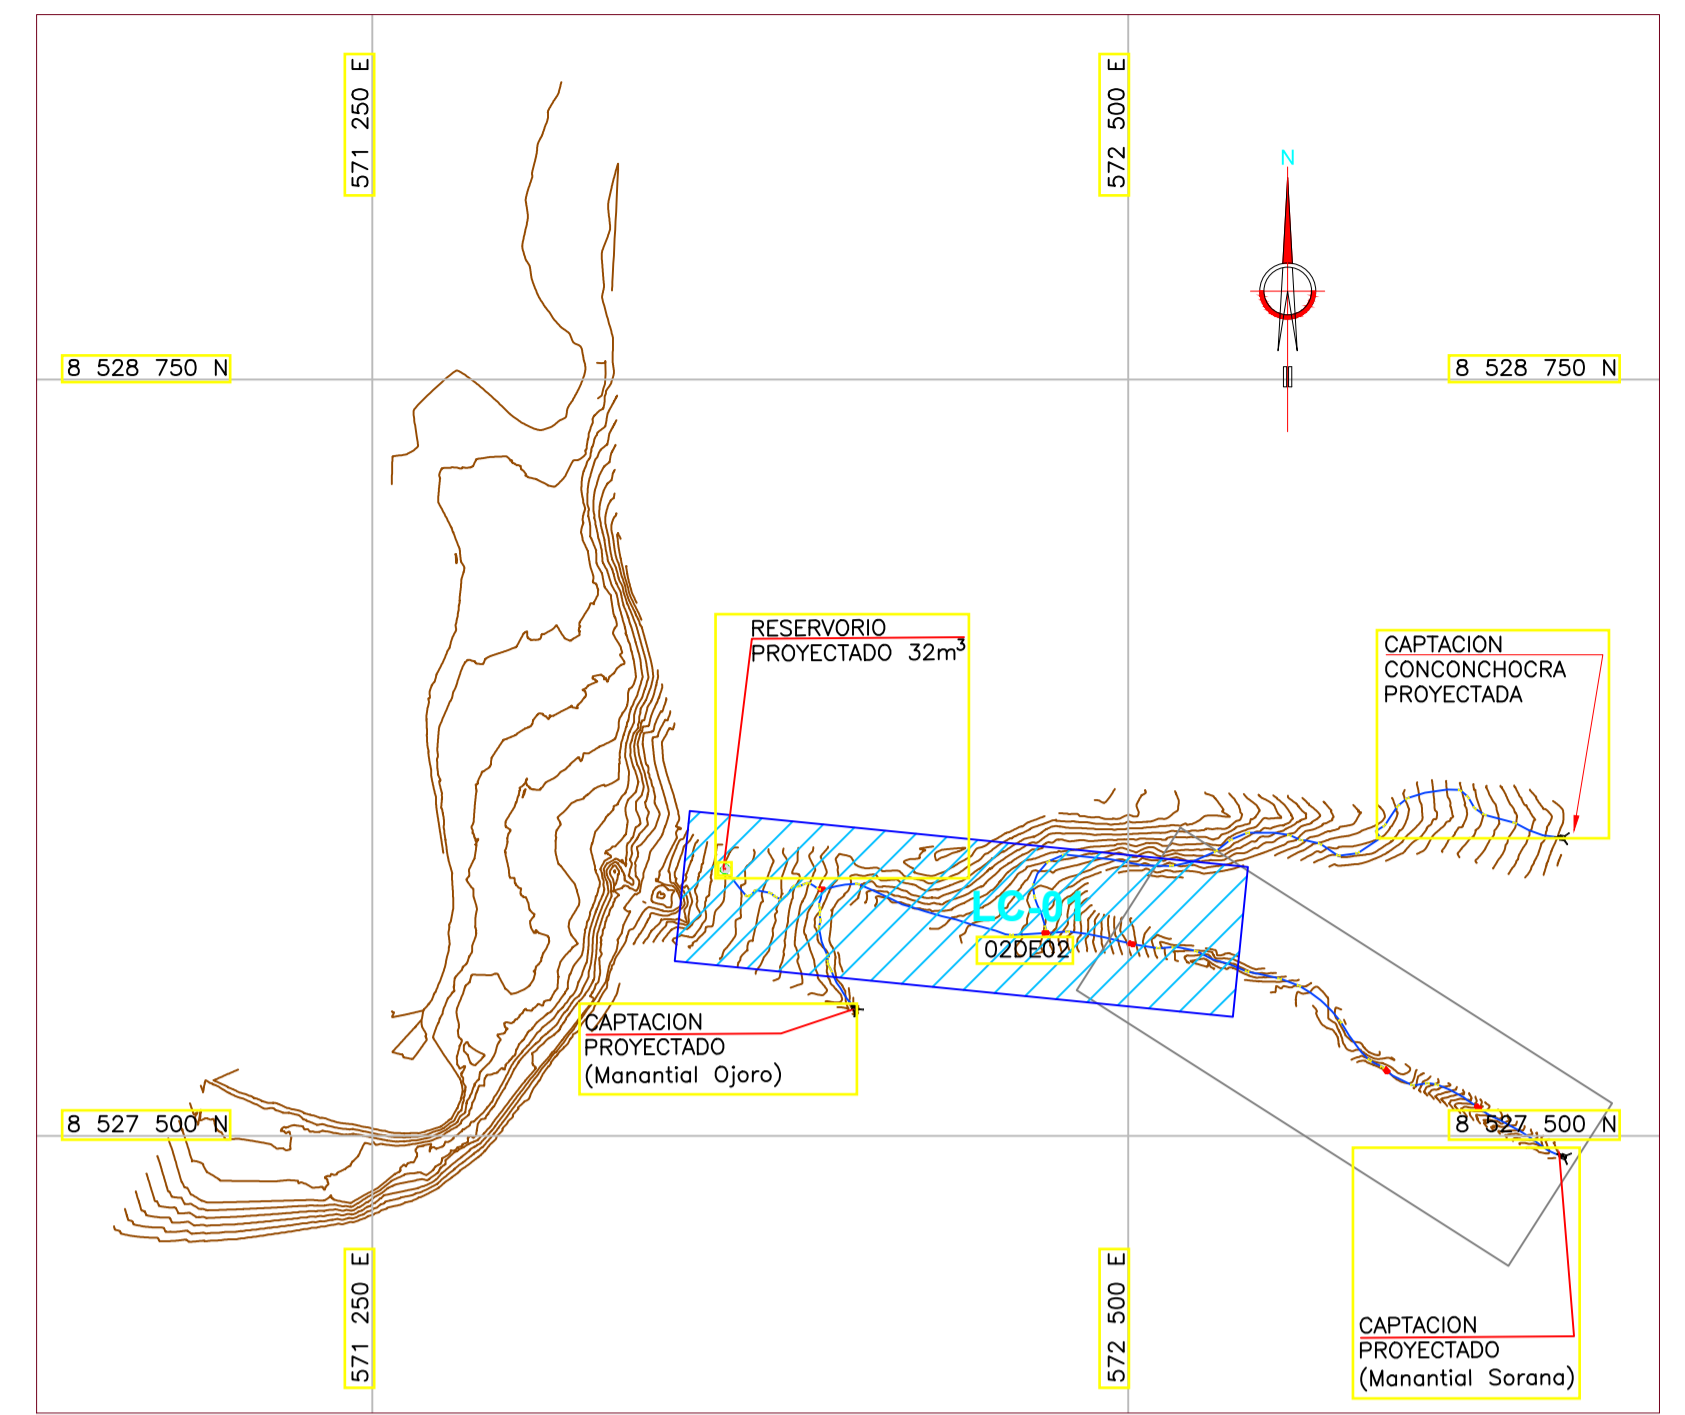 571 250 E
572 500 E
N
8 528 750 N
8 528 750 N
RESERVORIO
PROYECTADO 32m³
CAPTACION
CONCONCHOCRA
PROYECTADA
LC-01
CAPTACION
PROYECTADO
(Manantial Ojoro)
8 527 500 N
8 527 500 N
571 250 E
572 500 E
CAPTACION
PROYECTADO
(Manantial Sorana)